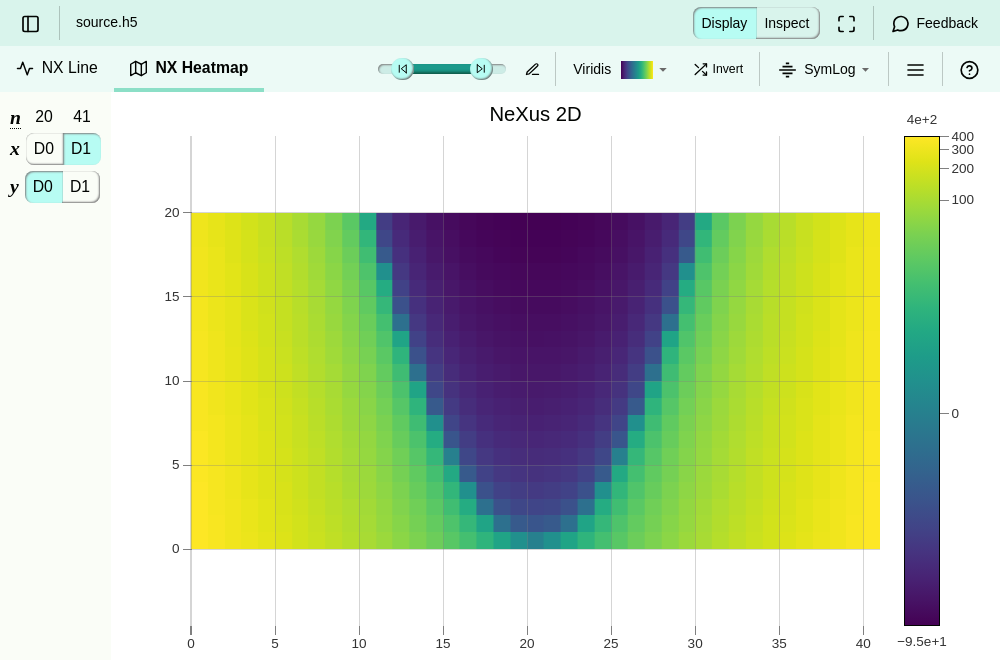 source.h5
Display Inspect
Feedback
NX Line NX Heatmap
Viridis
Invert
SymLog
n 20 41
x D0 D1
y D0 D1
NeXus 2D
4e+2
400
300
200
100
0
−9.5e+1
20
15
10
5
0
0 5 10 15 20 25 30 35 40